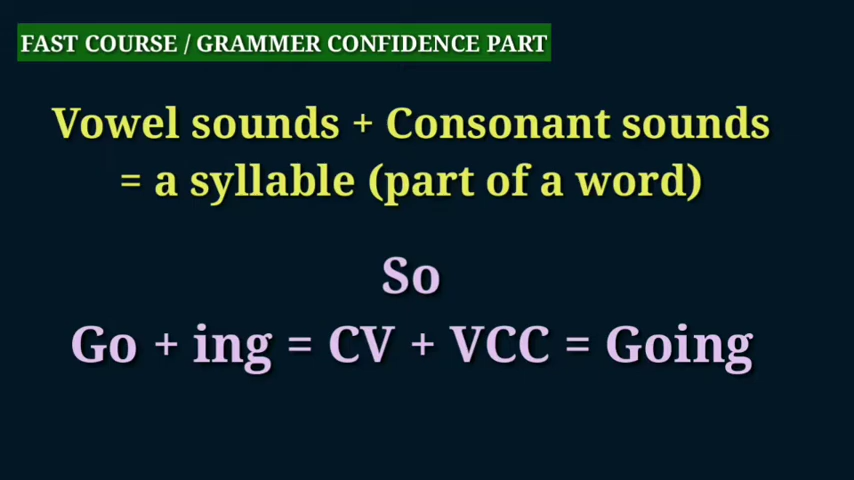 FAST COURSE / GRAMMER CONFIDENCE PART
Vowel sounds + Consonant sounds
= a syllable (part of a word)
So
Go + ing = CV + VCC = Going